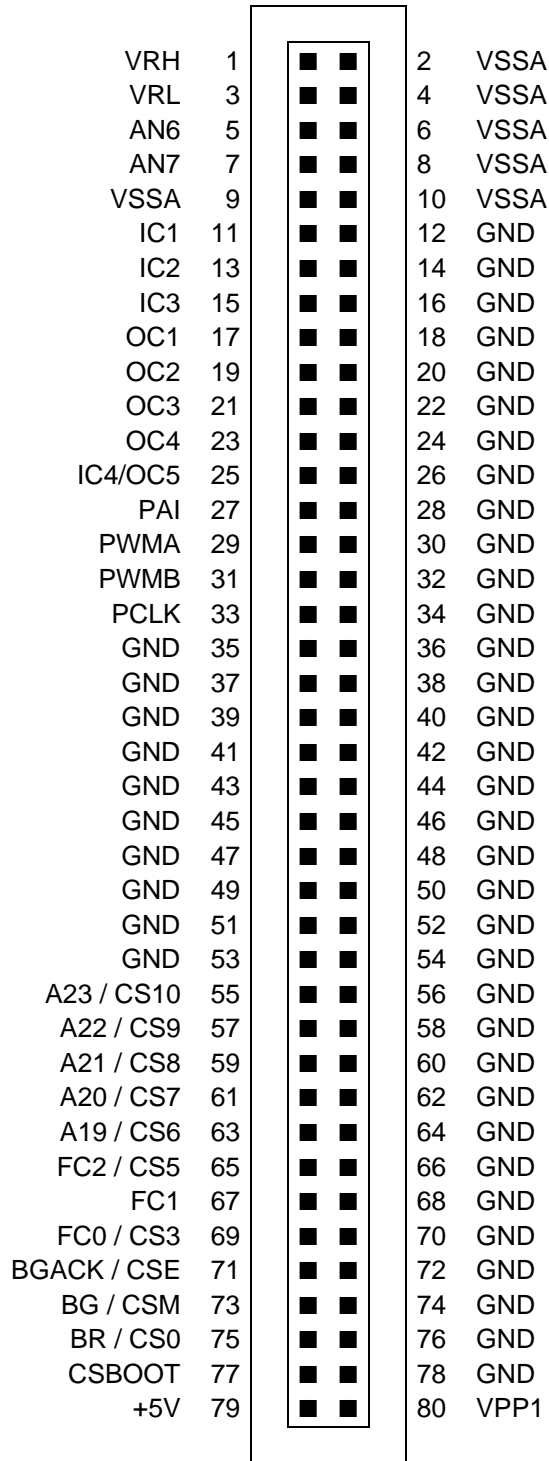 VRH 1 2 VSSA
VRL 3 4 VSSA
AN6 5 6 VSSA
AN7 7 8 VSSA
VSSA 9 10 VSSA
IC1 11 12 GND
IC2 13 14 GND
IC3 15 16 GND
OC1 17 18 GND
OC2 19 20 GND
OC3 21 22 GND
OC4 23 24 GND
IC4/OC5 25 26 GND
PAI 27 28 GND
PWMA 29 30 GND
PWMB 31 32 GND
PCLK 33 34 GND
GND 35 36 GND
GND 37 38 GND
GND 39 40 GND
GND 41 42 GND
GND 43 44 GND
GND 45 46 GND
GND 47 48 GND
GND 49 50 GND
GND 51 52 GND
GND 53 54 GND
A23 / CS10 55 56 GND
A22 / CS9 57 58 GND
A21 / CS8 59 60 GND
A20 / CS7 61 62 GND
A19 / CS6 63 64 GND
FC2 / CS5 65 66 GND
FC1 67 68 GND
FC0 / CS3 69 70 GND
BGACK / CSE 71 72 GND
BG / CSM 73 74 GND
BR / CS0 75 76 GND
CSBOOT 77 78 GND
+5V 79 80 VPP1